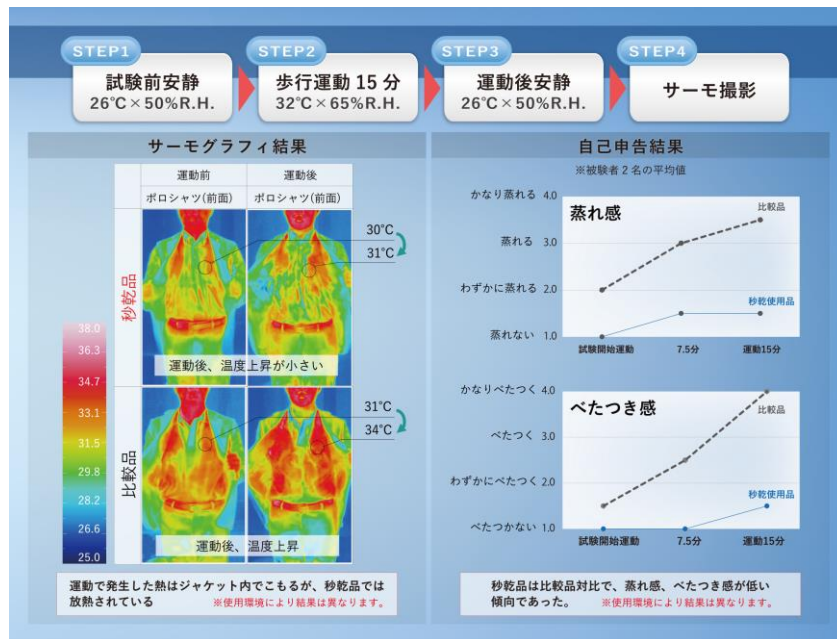 STEP1
試験前安静
26℃×50%R.H.
STEP2
歩行運動15分
32℃×65%R.H.
STEP3
運動後安静
26℃×50%R.H.
STEP4
サーモ撮影
サーモグラフィ結果
運動前
運動後
ポロシャツ(前面)
ポロシャツ(前面)
秒乾品
30℃
31℃
運動後、温度上昇が小さい
比較品
31℃
34℃
運動後、温度上昇
38.0
36.3
34.7
33.1
31.5
29.8
28.2
26.6
25.0
運動で発生した熱はジャケット内でこもるが、秒乾品では
放熱されている ※使用環境により結果は異なります。
自己申告結果
※被験者2名の平均値
蒸れ感
かなり蒸れる 4.0
蒸れる 3.0
わずかに蒸れる 2.0
蒸れない 1.0
比較品
秒乾使用品
試験開始運動 7.5分 運動15分
べたつき感
かなりべたつく 4.0
べたつく 3.0
わずかにべたつく 2.0
べたつかない 1.0
比較品
秒乾使用品
試験開始運動 7.5分 運動15分
秒乾品は比較品対比で、蒸れ感、べたつき感が低い
傾向であった。 ※使用環境により結果は異なります。